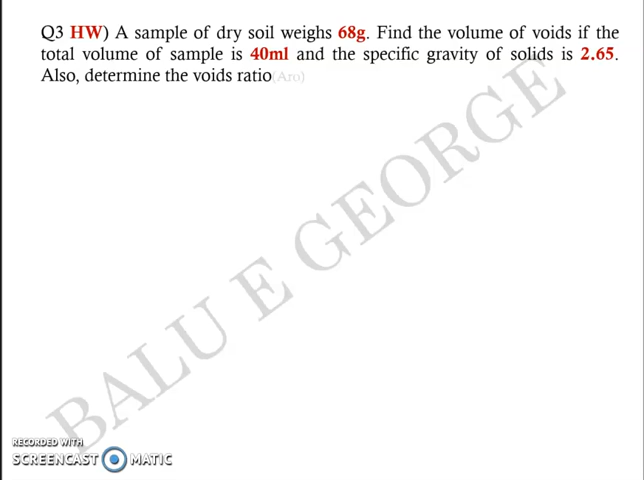 Q3 HW) A sample of dry soil weighs 68g. Find the volume of voids if the
total volume of sample is 40ml and the specific gravity of solids is 2.65.
Also, determine the voids ratio(Aro)
BALU E GEORGE
RECORDED WITH
SCREENCAST MATIC